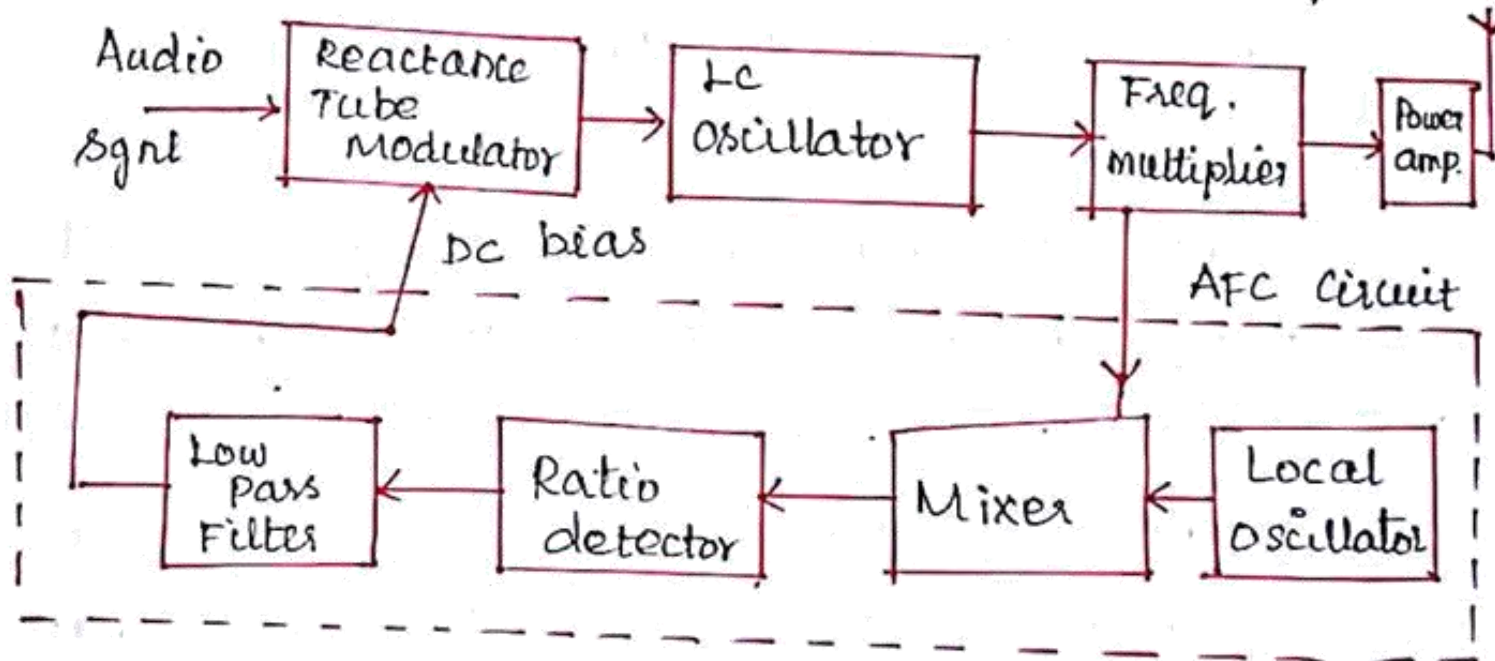 Audio
sgnl
Reactance
Tube
Modulator
LC
oscillator
Freq.
multiplier
Power
amp.
DC bias
AFC Circuit
Low
pass
Filter
Ratio
detector
Mixer
Local
oscillator